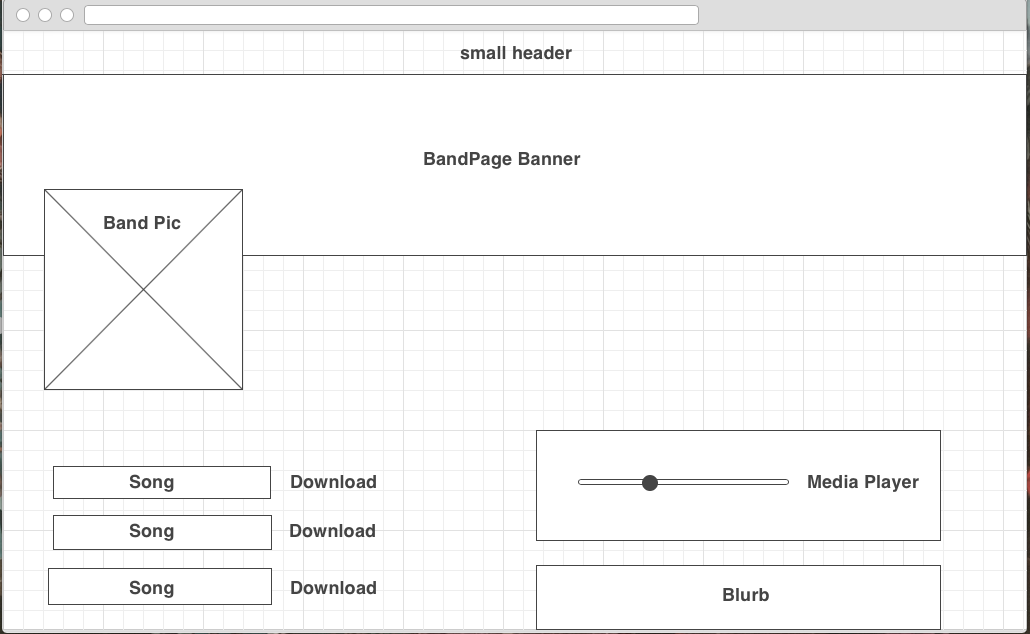 small header
BandPage Banner
Band Pic
Song Download
Song Download
Song Download
Media Player
Blurb